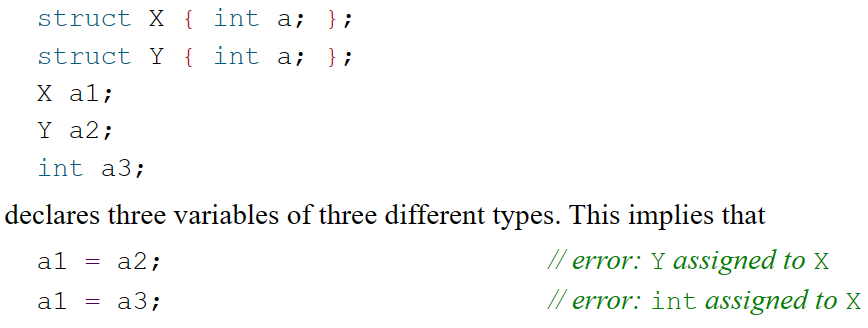 struct X { int a; };
struct Y { int a; };
X a1;
Y a2;
int a3;
declares three variables of three different types. This implies that
a1 = a2; // error: Y assigned to X
a1 = a3; // error: int assigned to X